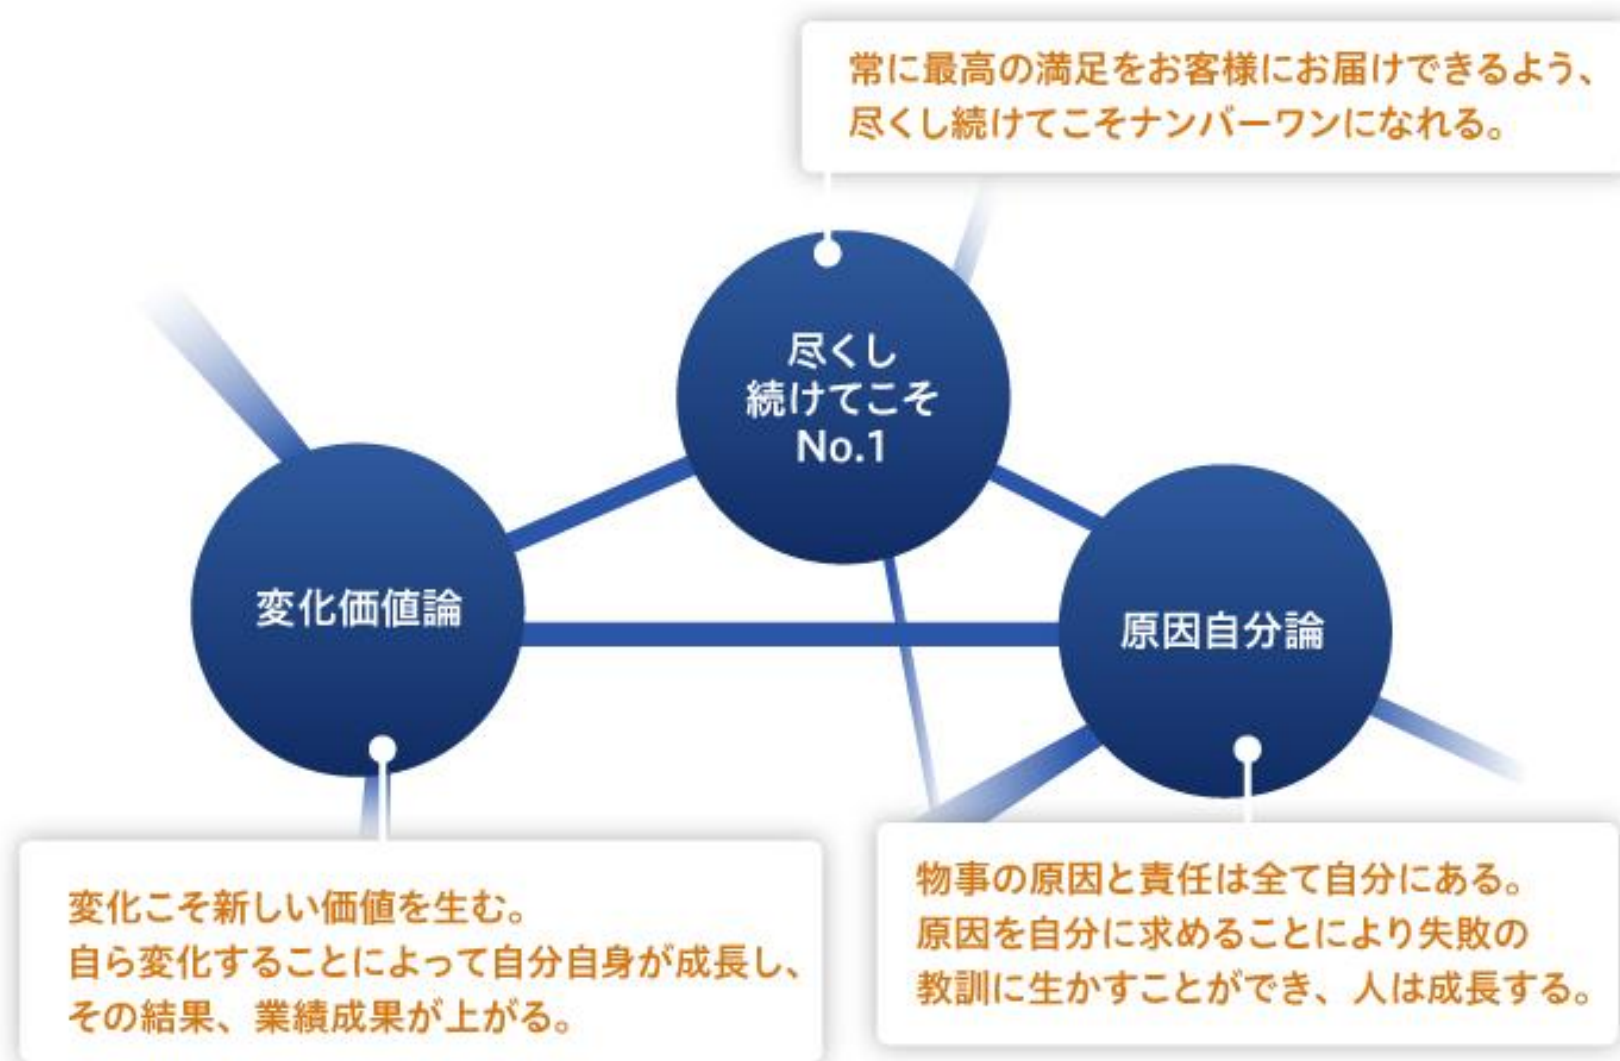 常に最高の満足をお客様にお届けできるよう、
尽くし続けてこそナンバーワンになれる。
尽くし
続けてこそ
No.1
変化価値論
原因自分論
変化こそ新しい価値を生む。
自ら変化することによって自分自身が成長し、
その結果、業績成果が上がる。
物事の原因と責任は全て自分にある。
原因を自分に求めることにより失敗の
教訓に生かすことができ、人は成長する。